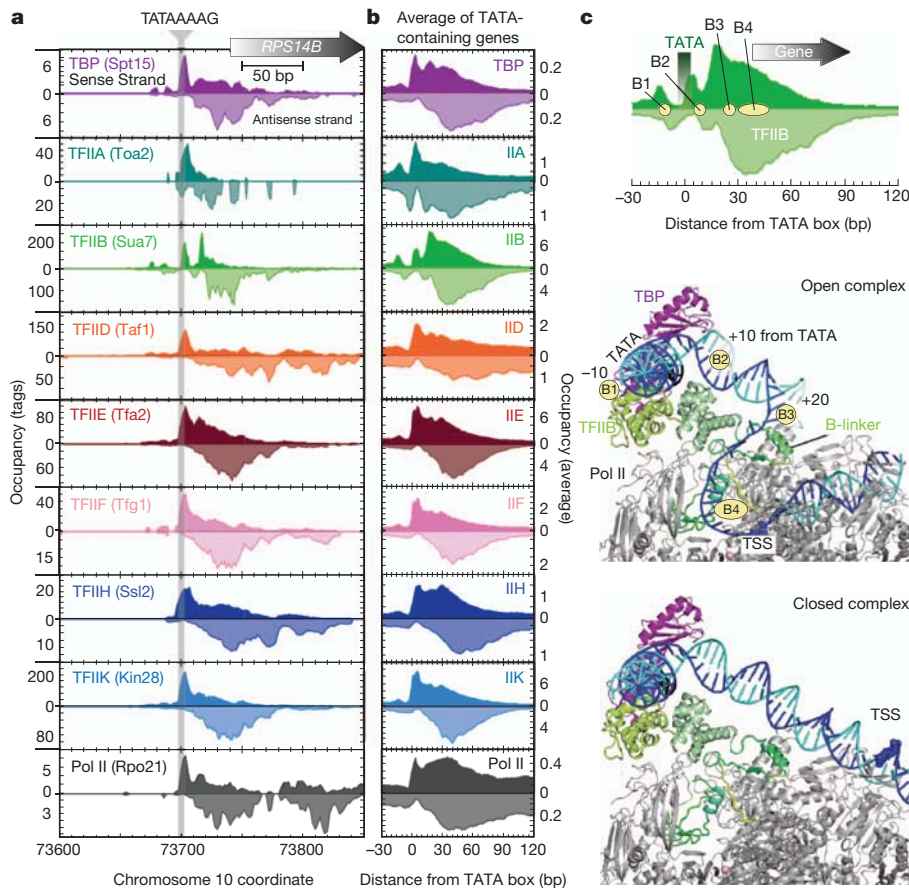 a
TATAAAAG
RPS14B
50 bp
TBP (Spt15)
Sense Strand
Antisense strand
6
0
6
TFIIA (Toa2)
40
0
20
TFIIB (Sua7)
200
0
100
TFIID (Taf1)
150
0
50
TFIIE (Tfa2)
80
0
60
TFIIF (Tfg1)
40
0
15
TFIIH (Ssl2)
20
0
10
TFIIK (Kin28)
200
0
80
Pol II (Rpo21)
5
0
3
Occupancy (tags)
73600 73700 73800
Chromosome 10 coordinate
b
Average of TATA-
containing genes
TBP
0.2
0
0.2
IIA
1
0
1
IIB
6
0
4
IID
2
0
1
IIE
6
0
4
IIF
2
0
2
IIH
1
0
1
IIK
6
0
4
Pol II
0.4
0
0.2
Occupancy (average)
−30 0 30 60 90 120
Distance from TATA box (bp)
c
TATA
B1
B2
B3
B4
Gene
TFIIB
−30 0 30 60 90 120
Distance from TATA box (bp)
Open complex
TBP
TATA
+10 from TATA
−10
B1
B2
+20
B3
TFIIB
B-linker
Pol II
B4
TSS
Closed complex
TSS